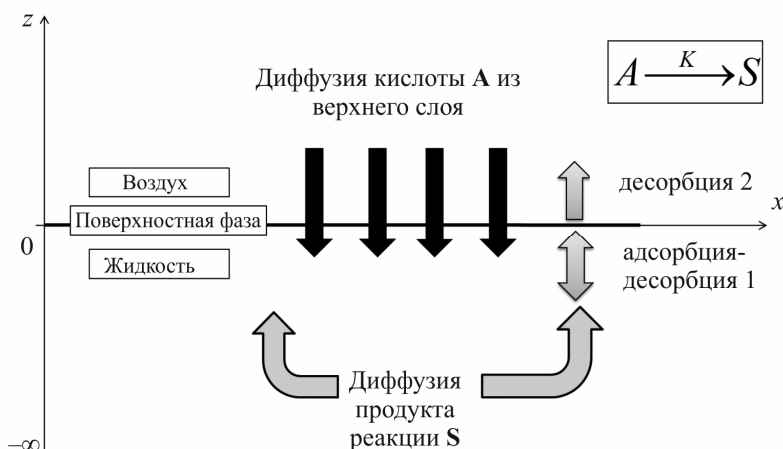 z
Диффузия кислоты А из
верхнего слоя
A K S
Воздух
Поверхностная фаза
Жидкость
десорбция 2
x
0
адсорбция-
десорбция 1
Диффузия
продукта
реакции S
−∞